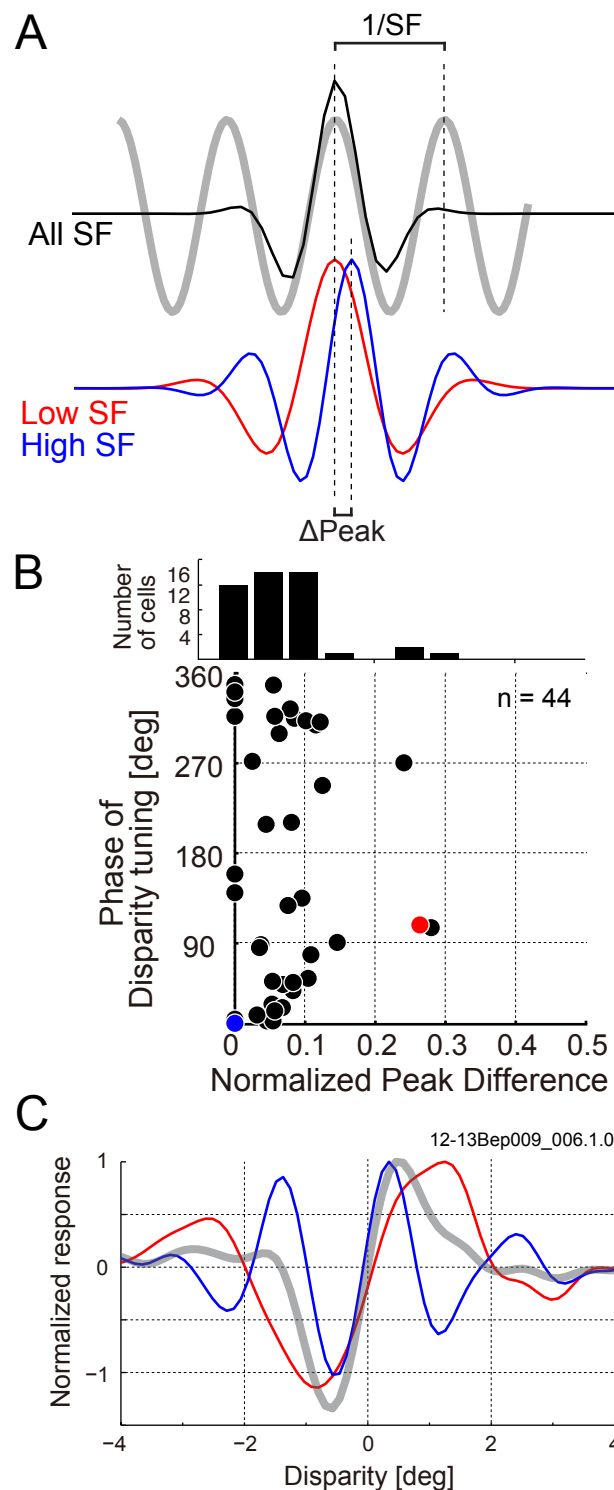 A
1/SF
All SF
Low SF
High SF
ΔPeak
B
Number
of cells
16
12
8
4
n = 44
Phase of
Disparity tuning [deg]
360
270
180
90
0 0.1 0.2 0.3 0.4 0.5
Normalized Peak Difference
C
12-13Bep009_006.1.0
Normalized response
1
0
−1
−4 −2 0 2 4
Disparity [deg]